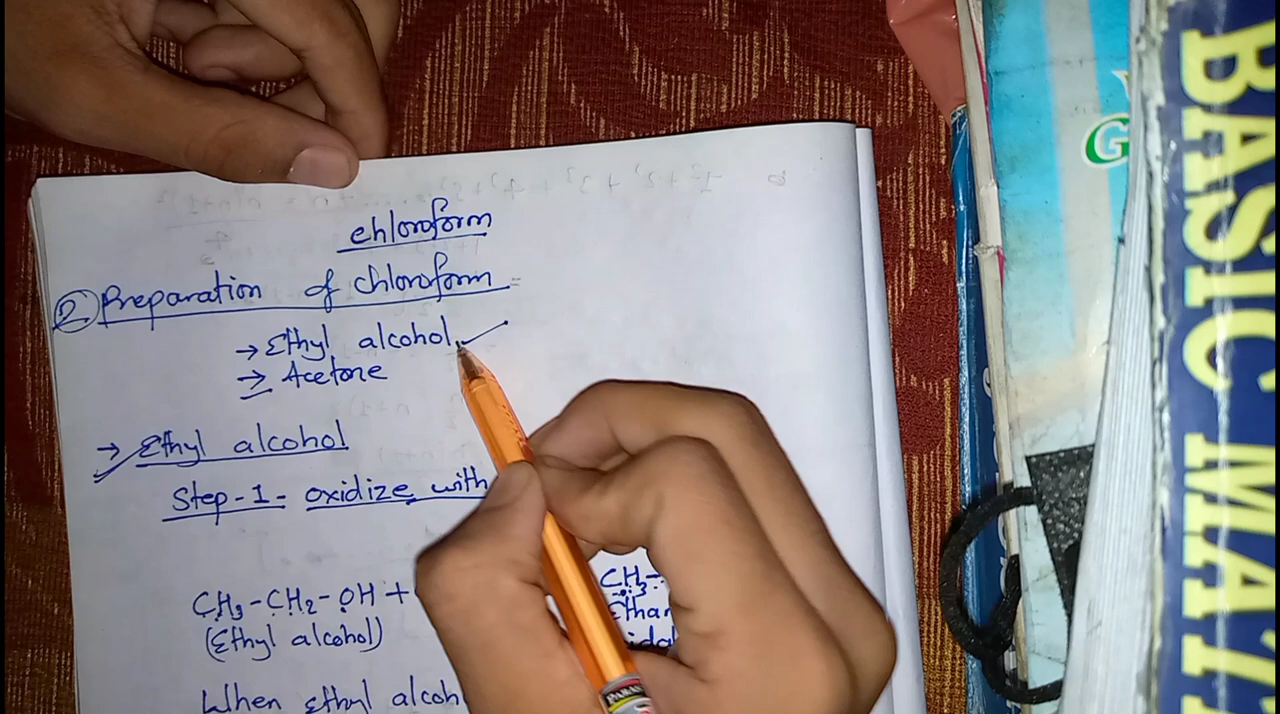 chloroform
② Preparation of chloroform =
→ Ethyl alcohol
→ Acetone
→ Ethyl alcohol
Step-1- oxidize with
CH3-CH2-OH +
CH3-
(Ethyl alcohol)
When Ethyl alcoh
BASIC MAT
G